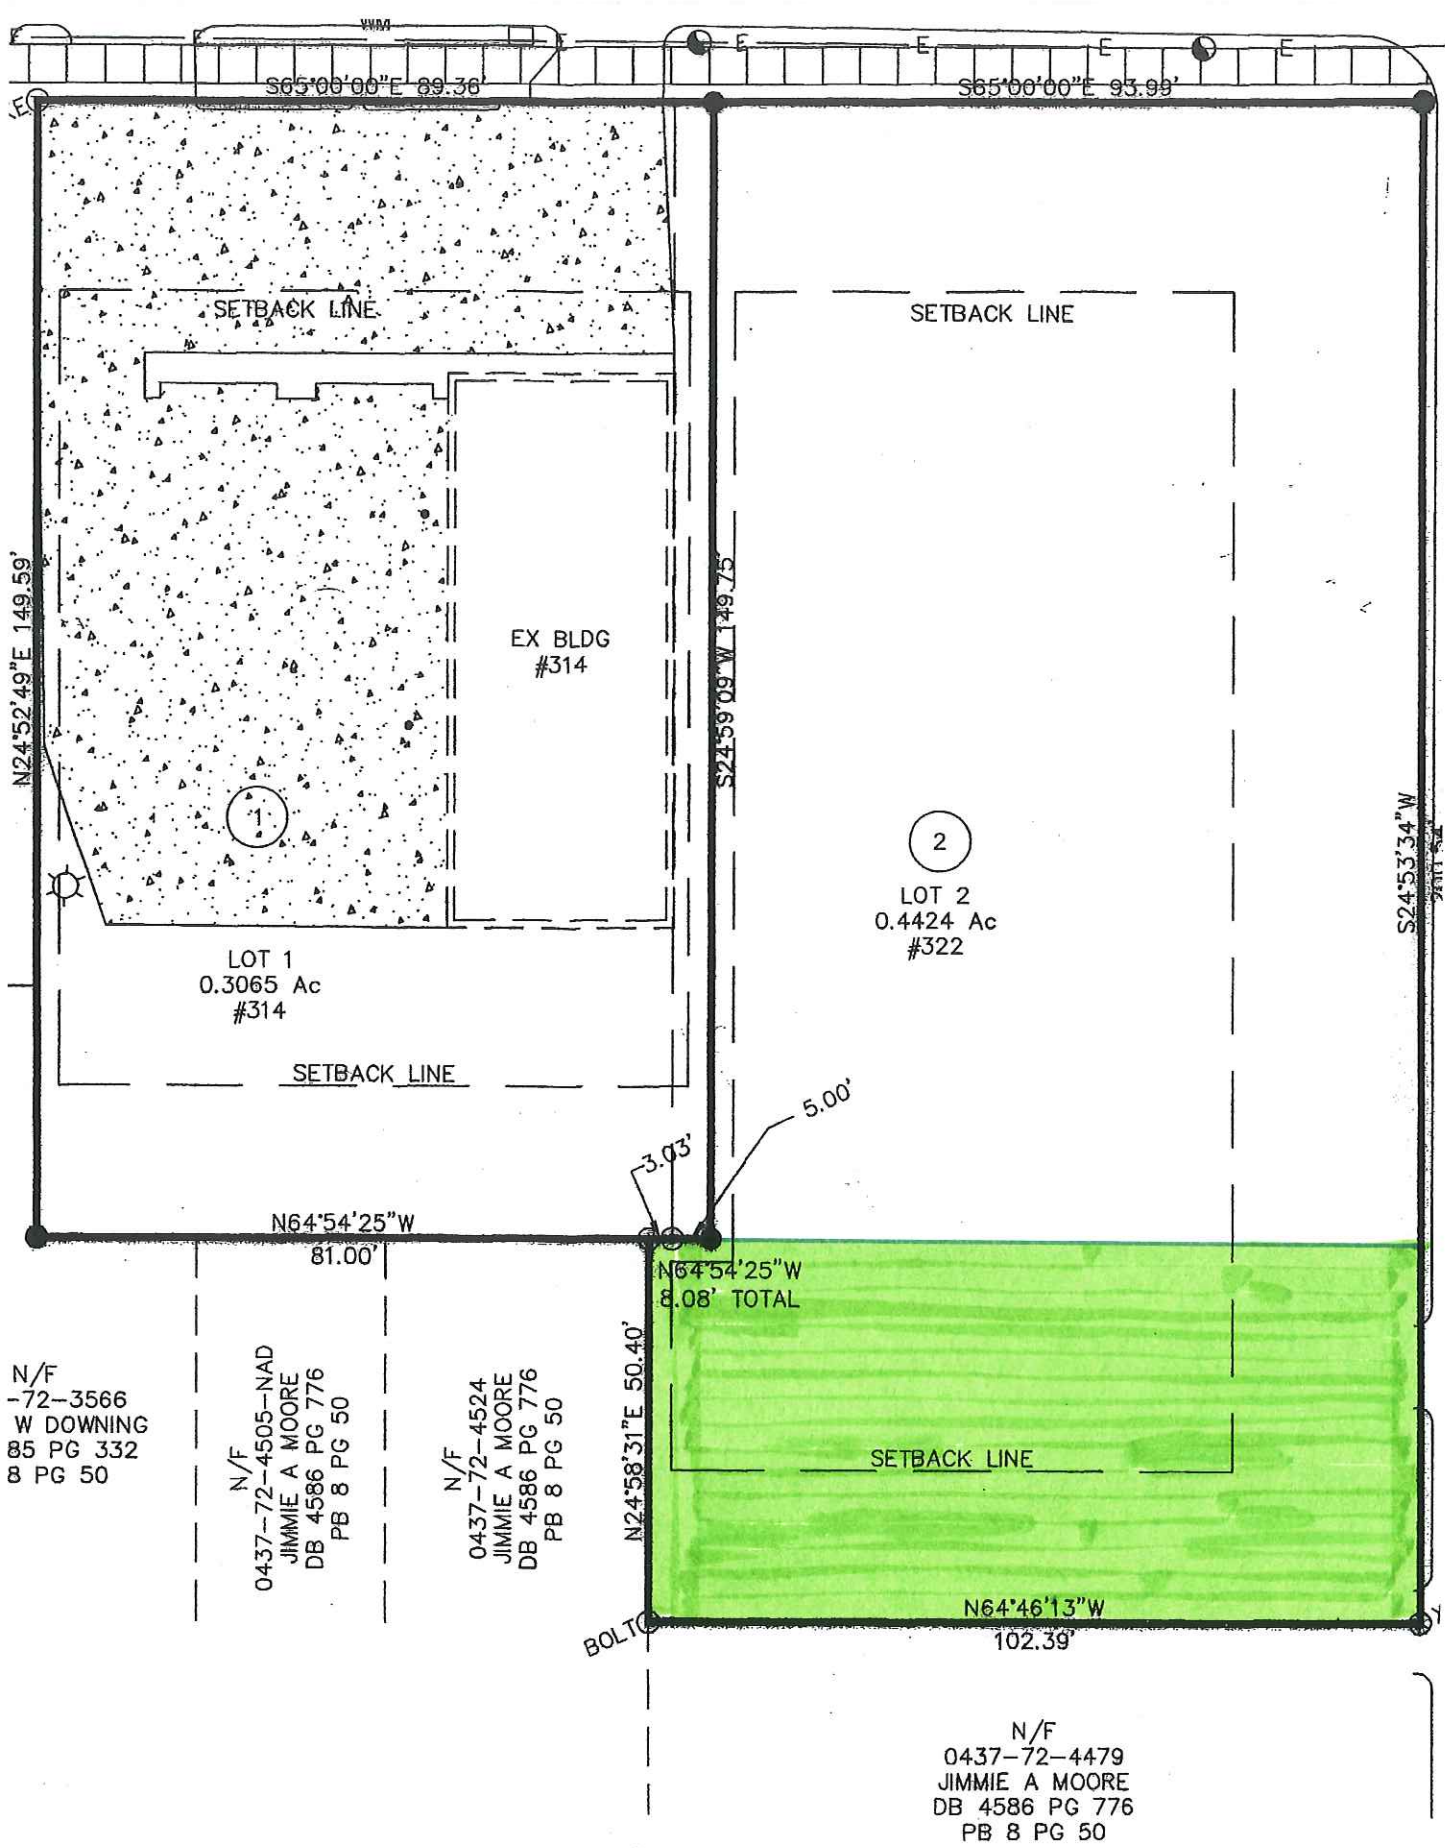 E
S65°00'00"E 89.36'
E
E
E
E
E
S65°00'00"E 93.99'
SETBACK LINE
SETBACK LINE
N24°52'49"E 149.59'
EX BLDG
#314
S24°59'09"W 149.75'
1
2
LOT 2
0.4424 Ac
#322
S24°53'34"W
LOT 1
0.3065 Ac
#314
SETBACK LINE
5.00'
3.03'
N64°54'25"W
81.00'
N64°54'25"W
8.08' TOTAL
N24°58'31"E 50.40'
SETBACK LINE
N/F
-72-3566
W DOWNING
85 PG 332
8 PG 50
N/F
0437-72-4505-NAD
JIMMIE A MOORE
DB 4586 PG 776
PB 8 PG 50
N/F
0437-72-4524
JIMMIE A MOORE
DB 4586 PG 776
PB 8 PG 50
BOLT
N64°46'13"W
102.39'
N/F
0437-72-4479
JIMMIE A MOORE
DB 4586 PG 776
PB 8 PG 50